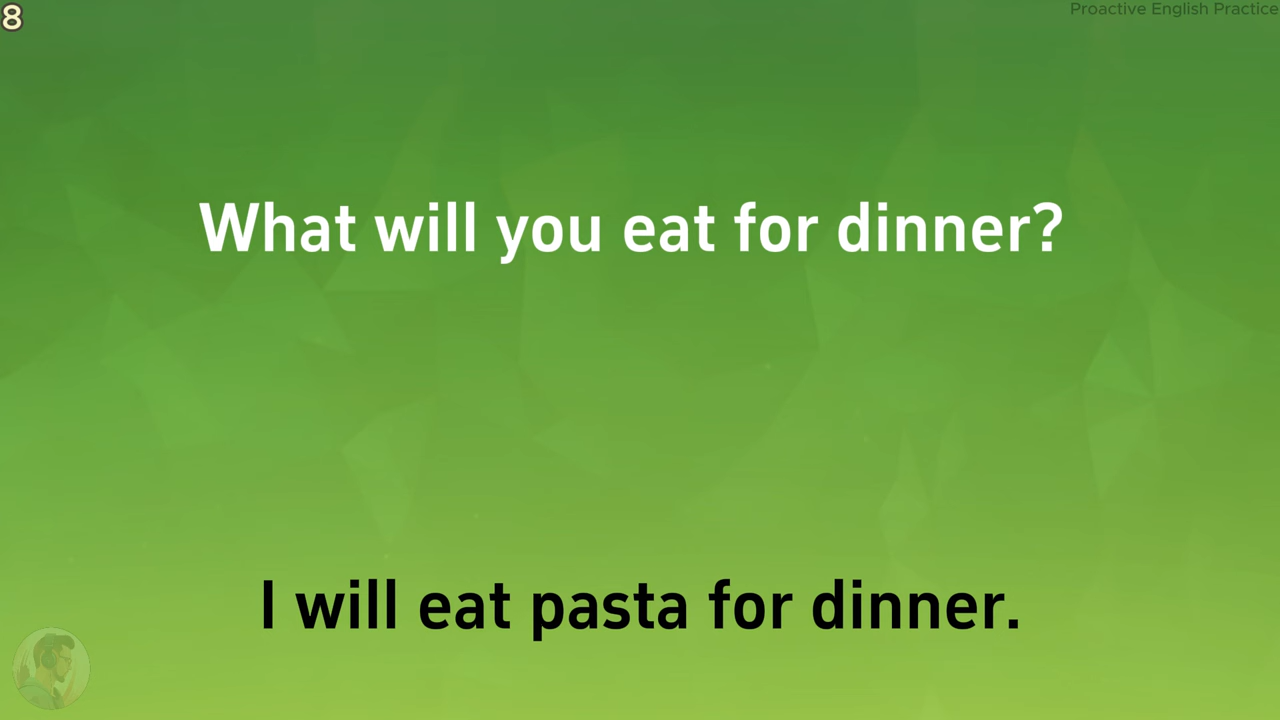 8
Proactive English Practice
What will you eat for dinner?
I will eat pasta for dinner.